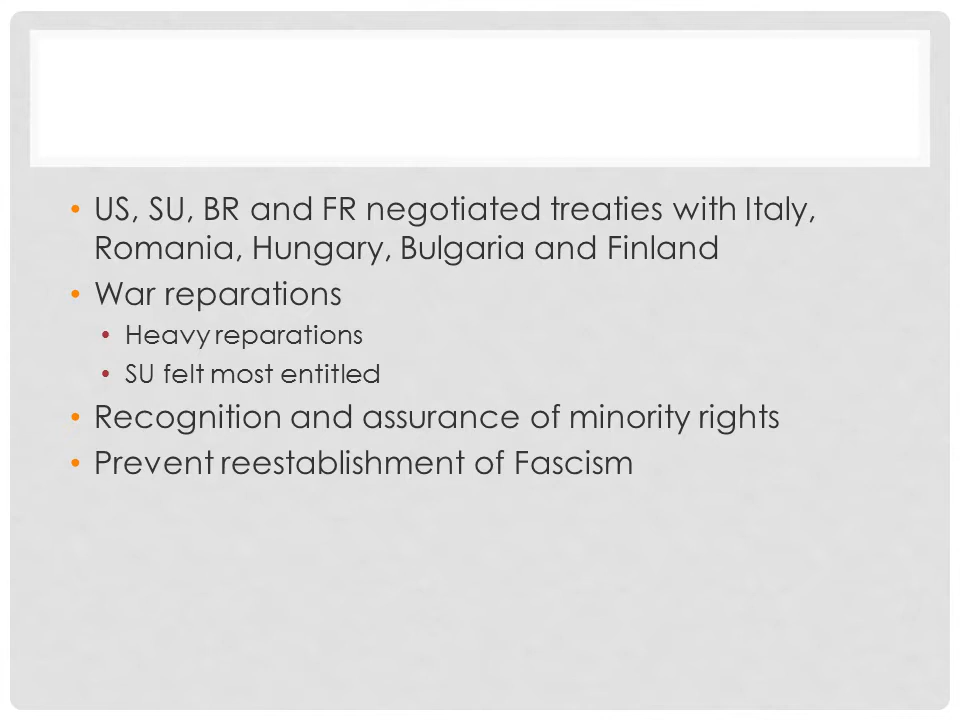 • US, SU, BR and FR negotiated treaties with Italy,
Romania, Hungary, Bulgaria and Finland
• War reparations
• Heavy reparations
• SU felt most entitled
• Recognition and assurance of minority rights
• Prevent reestablishment of Fascism